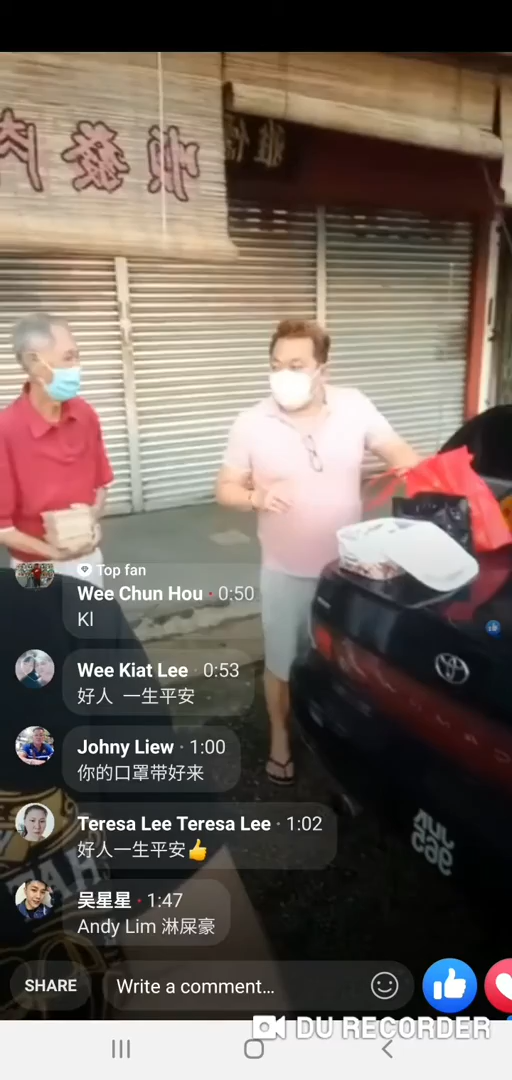 肉 發 順
Top fan
Wee Chun Hou · 0:50
Kl
Wee Kiat Lee · 0:53
好人 一生平安
Johny Liew · 1:00
你的口罩带好来
Teresa Lee Teresa Lee · 1:02
好人一生平安👍
吴星星 · 1:47
Andy Lim 淋屎豪
SHARE
Write a comment…
DU RECORDER